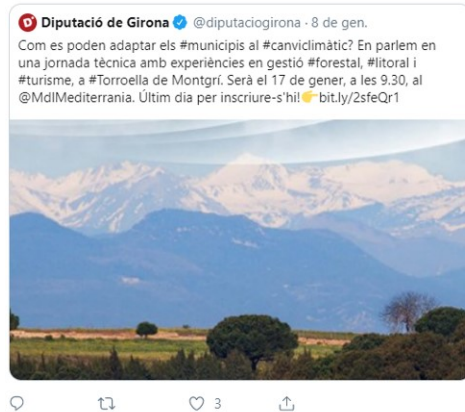 Diputació de Girona @diputaciogirona · 8 de gen.
Com es poden adaptar els #municipis al #canviclimàtic? En parlem en
una jornada tècnica amb experiències en gestió #forestal, #litoral i
#turisme, a #Torroella de Montgrí. Serà el 17 de gener, a les 9.30, al
@MdlMediterrania. Últim dia per inscriure-s'hi!👉bit.ly/2sfeQr1
3